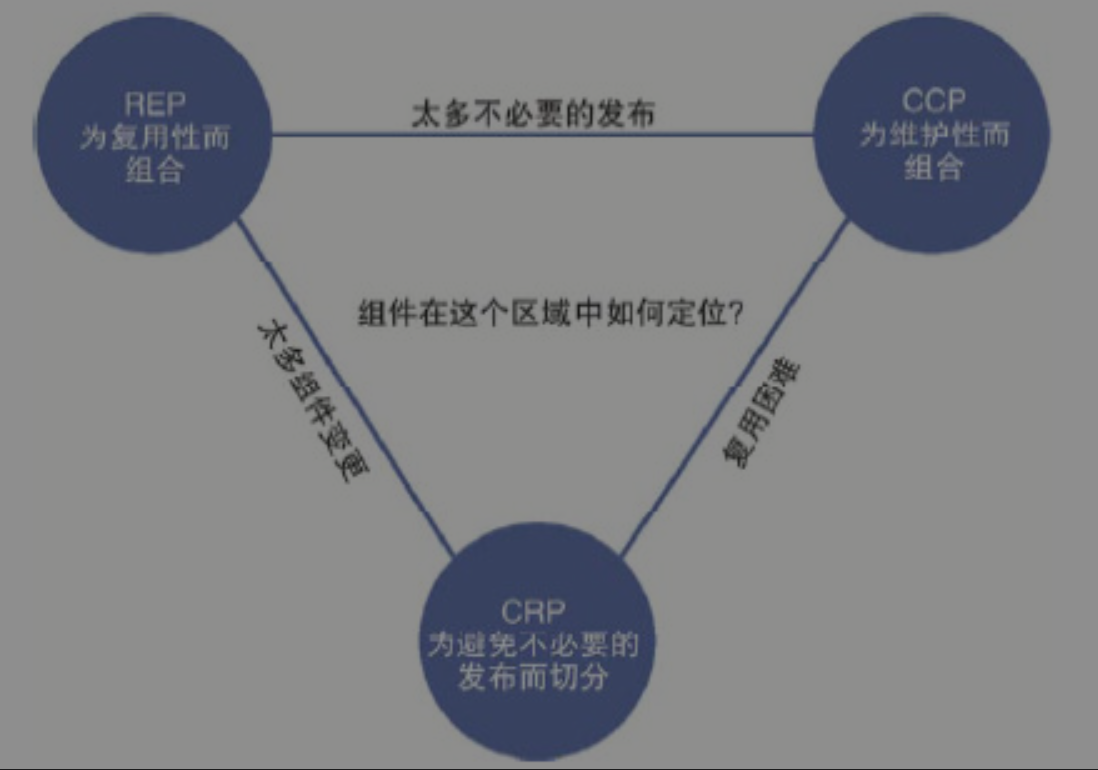 REP
为复用性而
组合
太多不必要的发布
CCP
为维护性而
组合
组件在这个区域中如何定位？
太多组件变更
复用困难
CRP
为避免不必要的
发布而切分